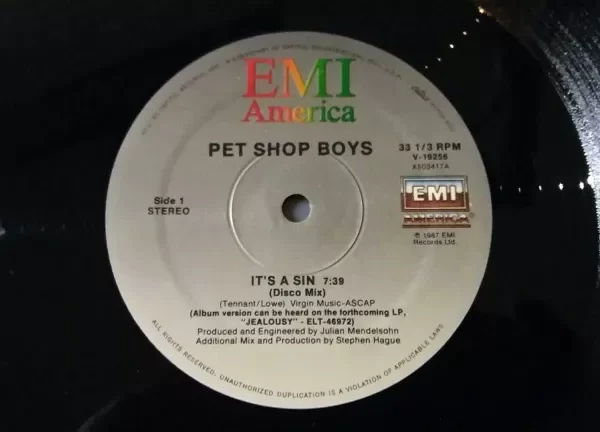 EMI
America
PET SHOP BOYS
33 1/3 RPM
V-19256
Side 1
STEREO
EMI
AMERICA
℗ 1987 EMI
Records Ltd.
IT'S A SIN 7:39
(Disco Mix)
(Tennant/Lowe) Virgin Music-ASCAP
(Album version can be heard on the forthcoming LP,
"JEALOUSY" - ELT-46972)
Produced and Engineered by Julian Mendelsohn
Additional Mix and Production by Stephen Hague
ALL RIGHTS RESERVED. UNAUTHORIZED DUPLICATION IS A VIOLATION OF APPLICABLE LAWS